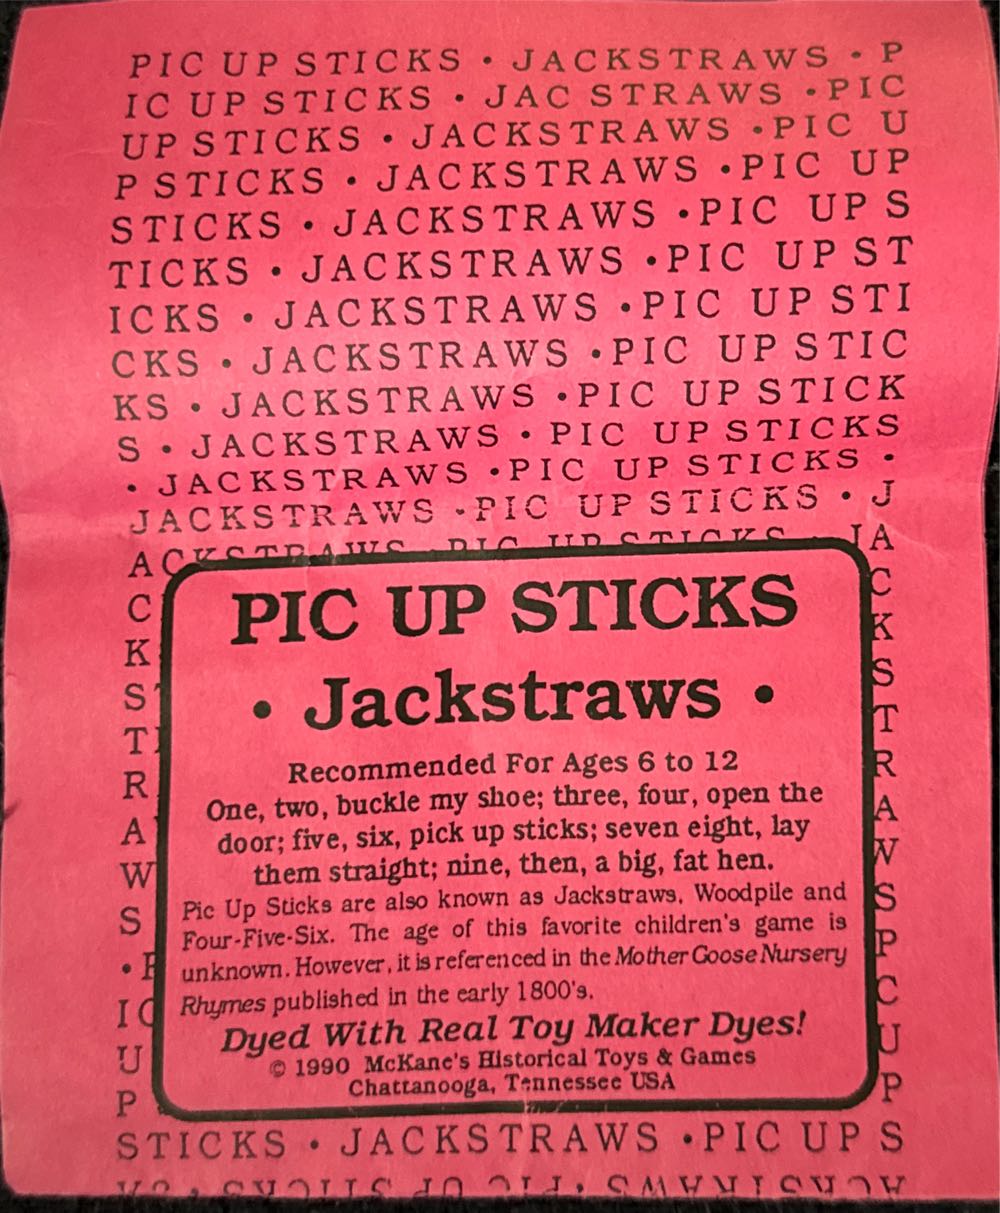 PIC UP STICKS • JACKSTRAWS • P
IC UP STICKS • JAC STRAWS • PIC
UP STICKS • JACKSTRAWS • PIC U
P STICKS • JACKSTRAWS • PIC UP
STICKS • JACKSTRAWS • PIC UP S
TICKS • JACKSTRAWS • PIC UP ST
ICKS • JACKSTRAWS • PIC UP STI
CKS • JACKSTRAWS • PIC UP STIC
KS • JACKSTRAWS • PIC UP STICK
S • JACKSTRAWS • PIC UP STICKS
• JACKSTRAWS • PIC UP STICKS •
JACKSTRAWS • PIC UP STICKS • J
ACKSTRAWS • PIC UP STICKS • JA
C
K
S
T
R
A
W
S
•
I
U
P
PIC UP STICKS
• Jackstraws •
Recommended For Ages 6 to 12
One, two, buckle my shoe; three, four, open the
door; five, six, pick up sticks; seven eight, lay
them straight; nine, then, a big, fat hen.
Pic Up Sticks are also known as Jackstraws, Woodpile and
Four-Five-Six. The age of this favorite children's game is
unknown. However, it is referenced in the Mother Goose Nursery
Rhymes published in the early 1800's.
Dyed With Real Toy Maker Dyes!
© 1990 McKane's Historical Toys & Games
Chattanooga, Tennessee USA
C
K
S
T
R
A
W
S
P
C
U
P
STICKS • JACKSTRAWS • PIC UP S